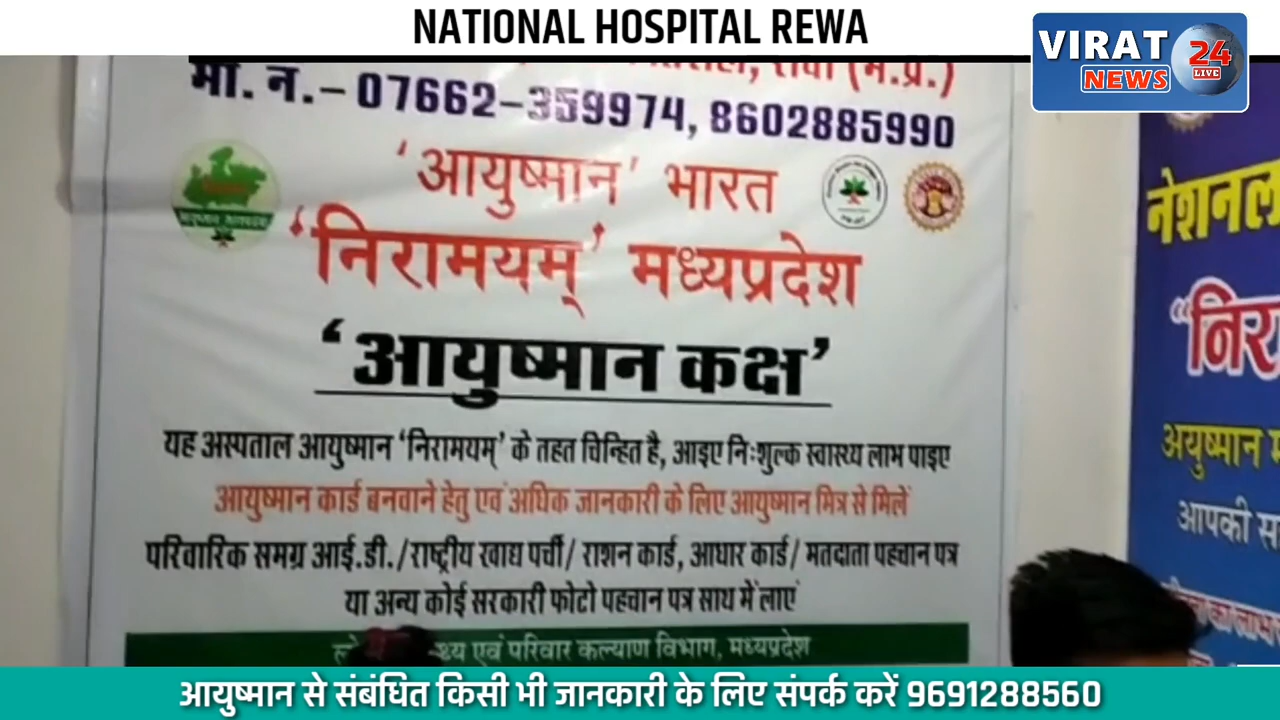 NATIONAL HOSPITAL REWA
VIRAT
24
NEWS
LIVE
रीवा (म.प्र.)
मो. न.– 07662–359974, 8602885990
‘आयुष्मान’ भारत
‘निरामयम्’ मध्यप्रदेश
‘आयुष्मान कक्ष’
यह अस्पताल आयुष्मान ‘निरामयम्’ के तहत चिन्हित है, आइए निःशुल्क स्वास्थ्य लाभ पाइए
आयुष्मान कार्ड बनवाने हेतु एवं अधिक जानकारी के लिए आयुष्मान मित्र से मिलें
परिवारिक समग्र आई.डी./राष्ट्रीय खाद्य पर्ची/ राशन कार्ड, आधार कार्ड/ मतदाता पहचान पत्र
या अन्य कोई सरकारी फोटो पहचान पत्र साथ में लाएं
एवं परिवार कल्याण विभाग, मध्यप्रदेश
नेशनल
“निरा
अयुष्मान
आपकी
का लाभ
आयुष्मान से संबंधित किसी भी जानकारी के लिए संपर्क करें 9691288560